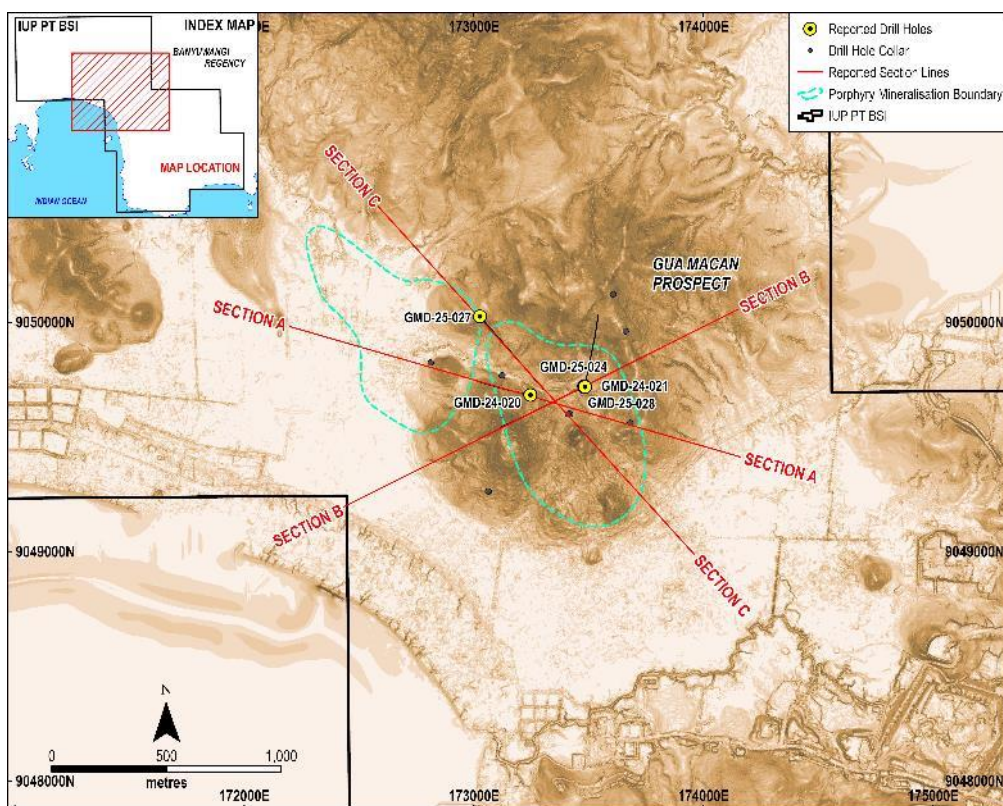 IUP PT BSI
INDEX MAP
BANYUWANGI
REGENCY
MAP LOCATION
INDIAN OCEAN
173000E
174000E
Reported Drill Holes
Drill Hole Collar
Reported Section Lines
Porphyry Mineralisation Boundary
IUP PT BSI
SECTION C
GUA MACAN
PROSPECT
SECTION B
SECTION A
9050000N
9050000N
GMD-25-027
GMD-25-024
GMD-24-021
GMD-24-020
GMD-25-028
SECTION A
SECTION B
9049000N
9049000N
SECTION C
N
0
500
1,000
metres
9048000N
9048000N
172000E
173000E
174000E
175000E